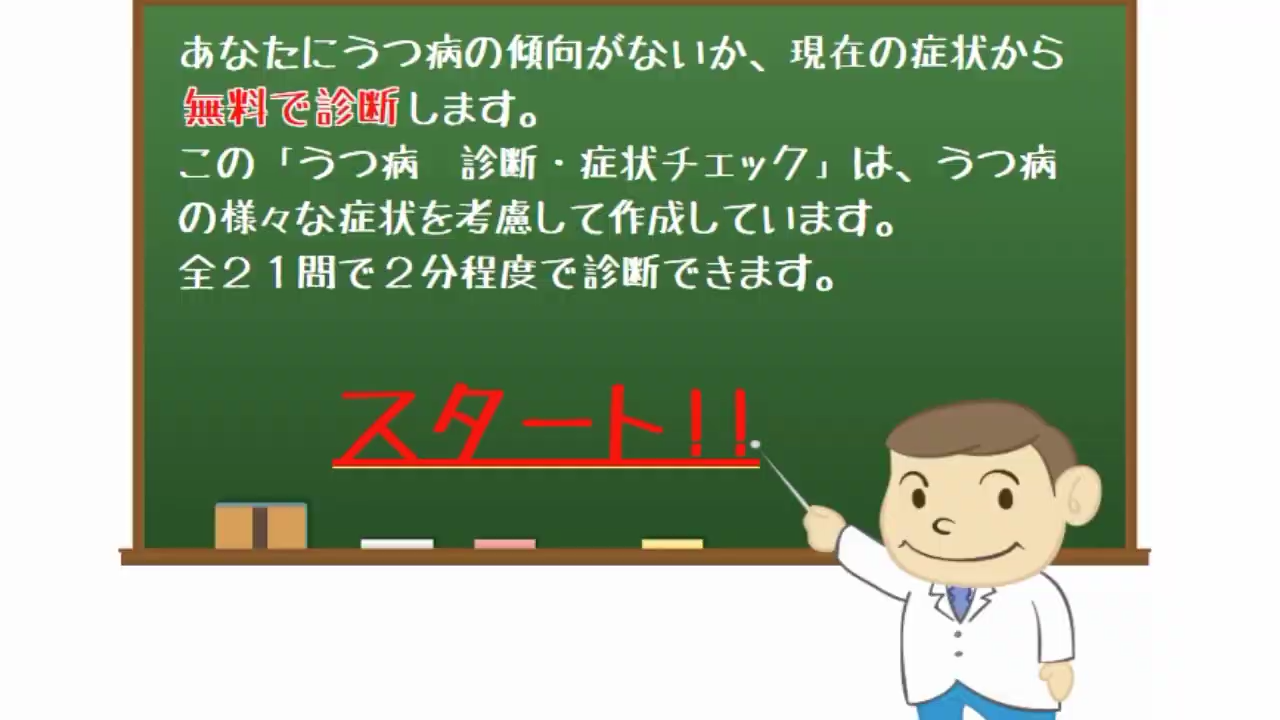 あなたにうつ病の傾向がないか、現在の症状から
無料で診断します。
この「うつ病　診断・症状チェック」は、うつ病
の様々な症状を考慮して作成しています。
全２１問で２分程度で診断できます。
スタート!!